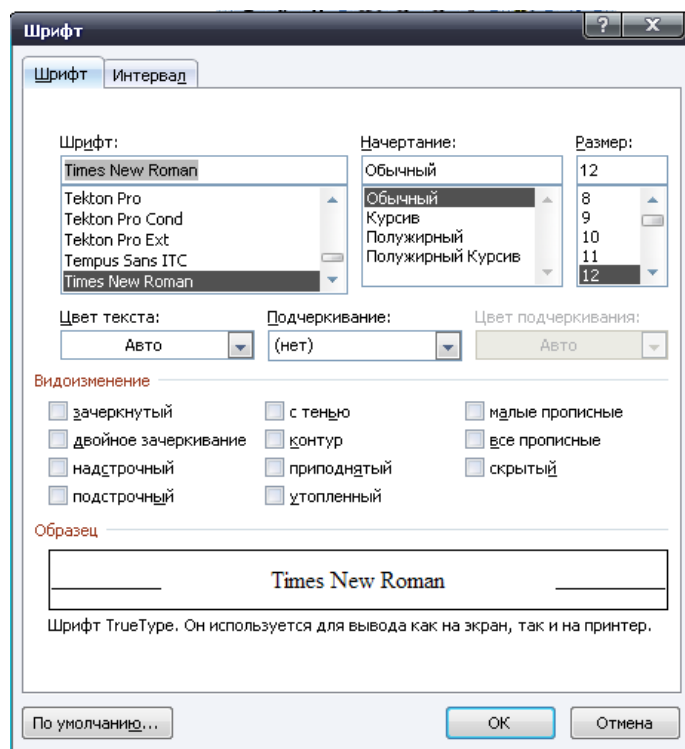 Шрифт
Шрифт Интервал
Шрифт: Начертание: Размер:
Times New Roman Обычный 12
Tekton Pro Обычный 8
Tekton Pro Cond Курсив 9
Tekton Pro Ext Полужирный 10
Tempus Sans ITC Полужирный Курсив 11
Times New Roman 12
Цвет текста: Подчеркивание: Цвет подчеркивания:
Авто (нет) Авто
Видоизменение
зачеркнутый с тенью малые прописные
двойное зачеркивание контур все прописные
надстрочный приподнятый скрытый
подстрочный утопленный
Образец
Times New Roman
Шрифт TrueType. Он используется для вывода как на экран, так и на принтер.
По умолчанию... ОК Отмена